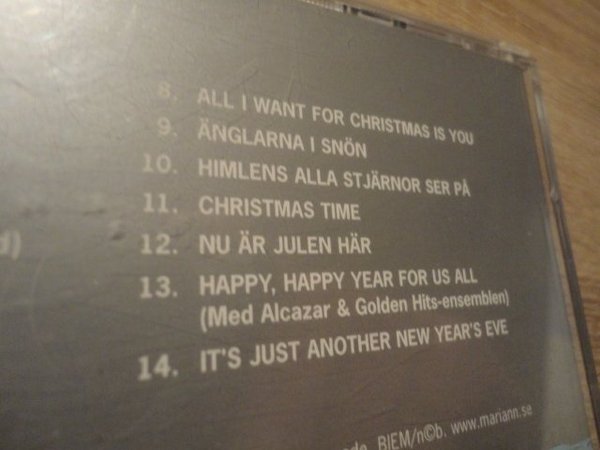 8. ALL I WANT FOR CHRISTMAS IS YOU
9. ÄNGLARNA I SNÖN
10. HIMLENS ALLA STJÄRNOR SER PÅ
11. CHRISTMAS TIME
12. NU ÄR JULEN HÄR
13. HAPPY, HAPPY YEAR FOR US ALL
(Med Alcazar & Golden Hits-ensemblen)
14. IT'S JUST ANOTHER NEW YEAR'S EVE
BIEM/n©b. www.mariann.se